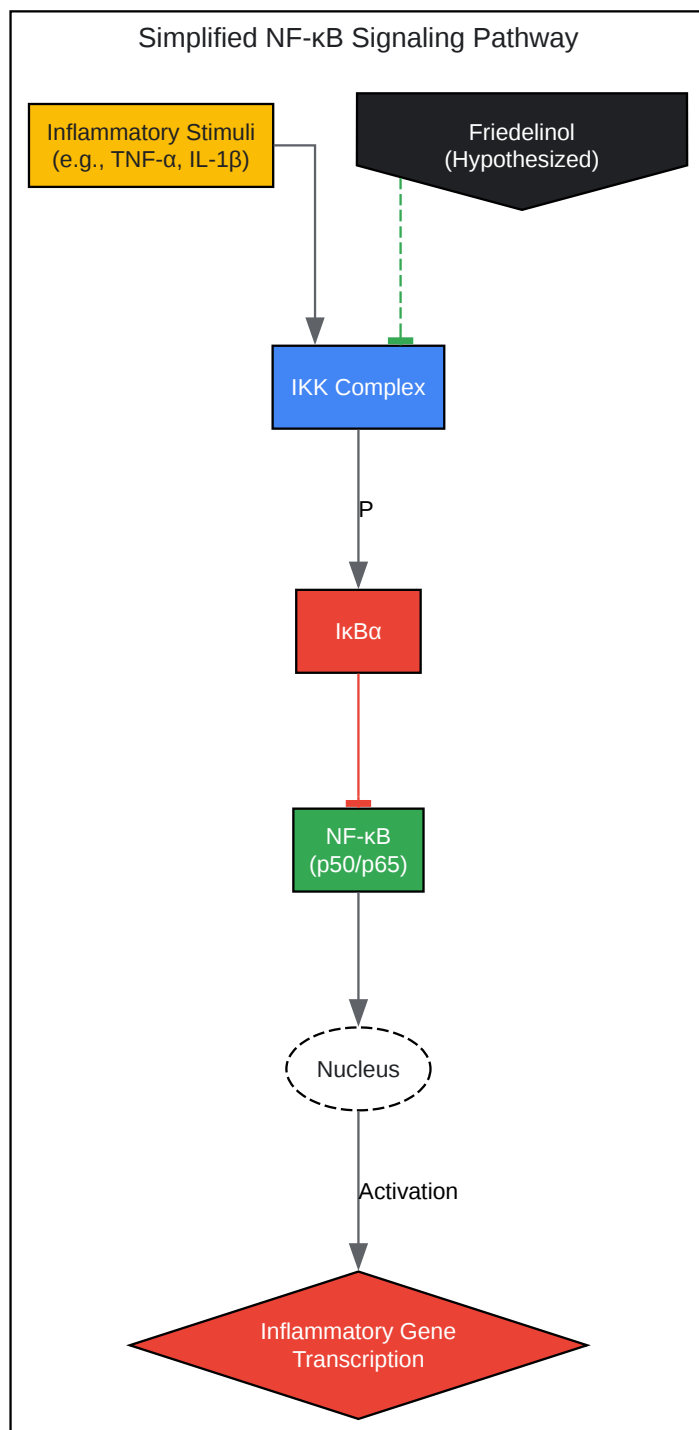 Simplified NF-κB Signaling Pathway
Inflammatory Stimuli
(e.g., TNF-α, IL-1β)
Friedelinol
(Hypothesized)
IKK Complex
P
IκBα
NF-κB
(p50/p65)
Nucleus
Activation
Inflammatory Gene
Transcription